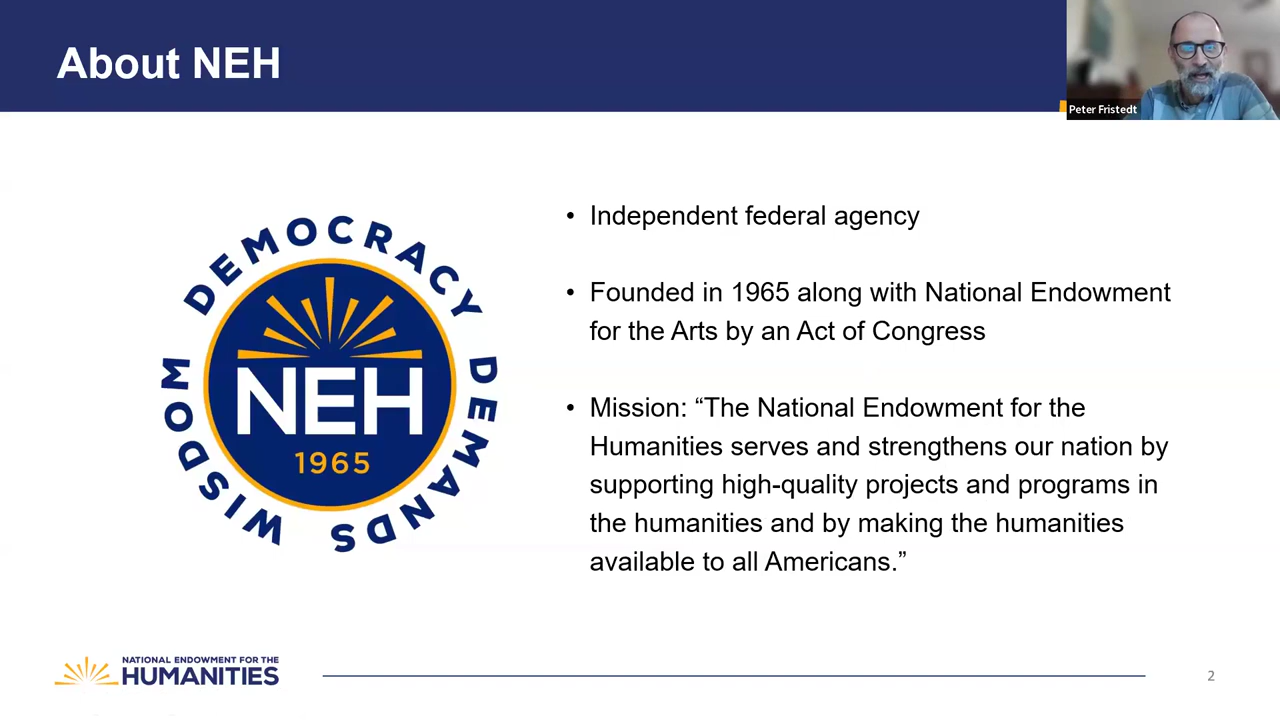 About NEH
Peter Fristedt
DEMOCRACY DEMANDS WISDOM
NEH
1965
• Independent federal agency
• Founded in 1965 along with National Endowment
for the Arts by an Act of Congress
• Mission: “The National Endowment for the
Humanities serves and strengthens our nation by
supporting high-quality projects and programs in
the humanities and by making the humanities
available to all Americans.”
NATIONAL ENDOWMENT FOR THE
HUMANITIES
2